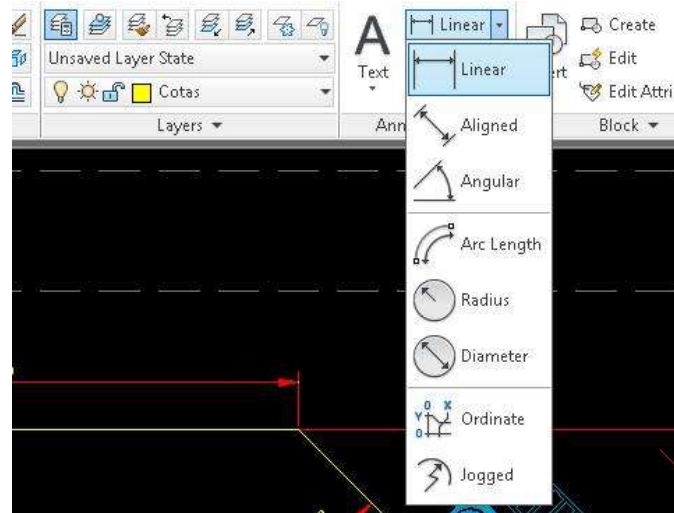 Linear
Create
Unsaved Layer State
Text
Edit
Cotas
Edit Attri
Layers
Ann
Block
Linear
Aligned
Angular
Arc Length
Radius
Diameter
Ordinate
Jogged